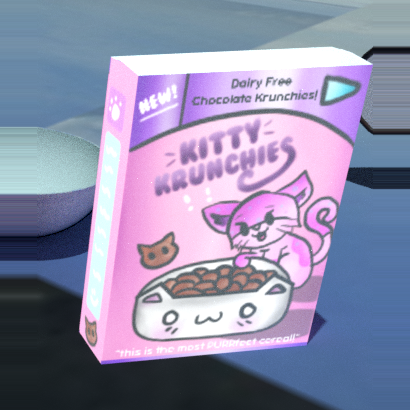 NEW!
Dairy Free
Chocolate Krunchies!
KITTY
KRUNCHIES
"this is the most PURRfect cereal!"